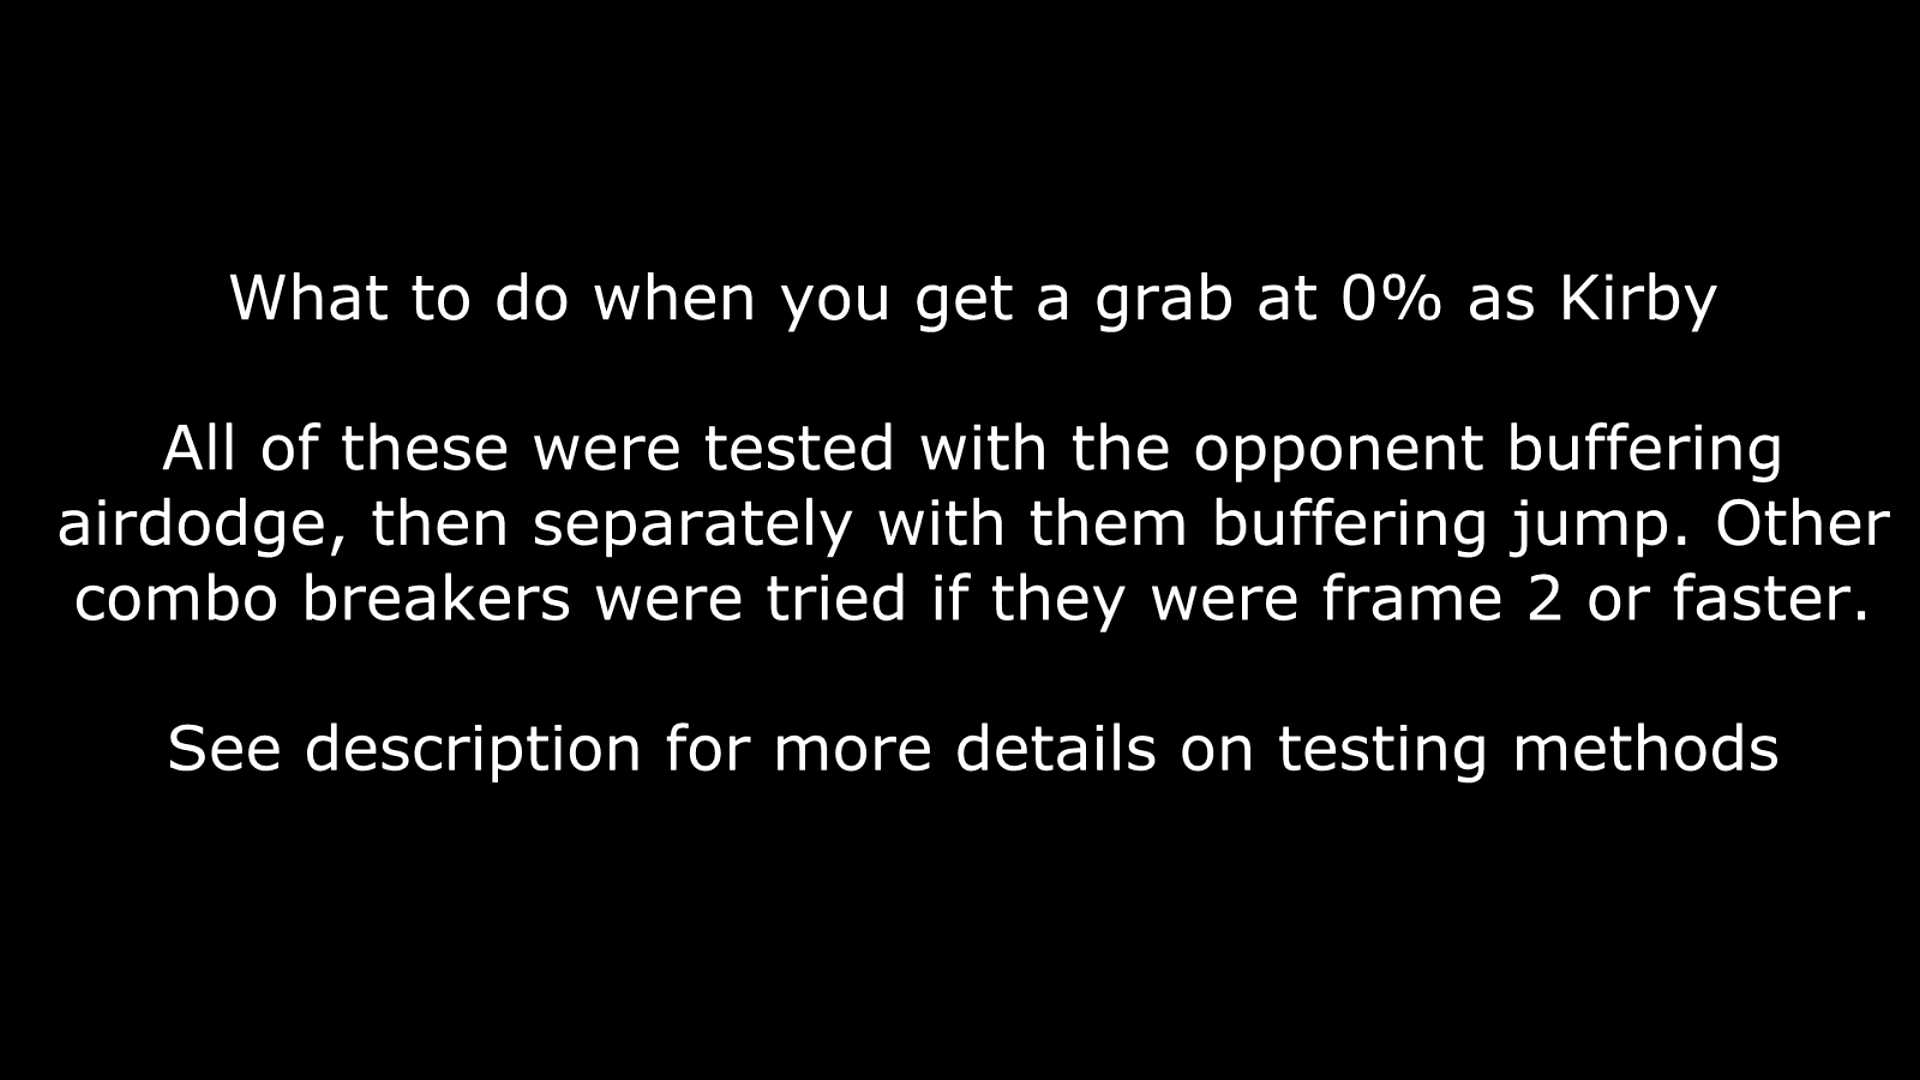 What to do when you get a grab at 0% as Kirby
All of these were tested with the opponent buffering
airdodge, then separately with them buffering jump. Other
combo breakers were tried if they were frame 2 or faster.
See description for more details on testing methods